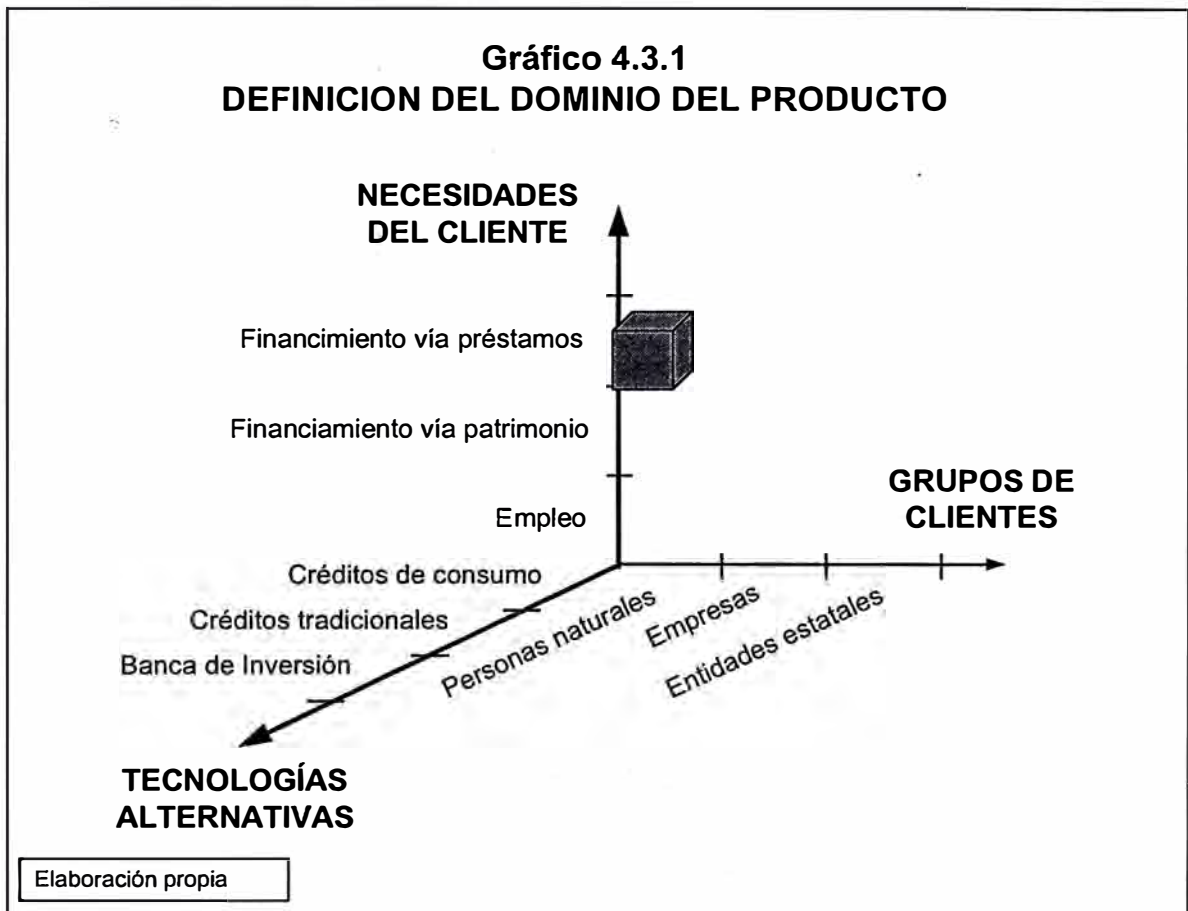 Gráfico 4.3.1
DEFINICION DEL DOMINIO DEL PRODUCTO
NECESIDADES
DEL CLIENTE
Financimiento vía préstamos
Financiamiento vía patrimonio
Empleo
GRUPOS DE
CLIENTES
Créditos de consumo
Créditos tradicionales
Banca de Inversión
Personas naturales
Empresas
Entidades estatales
TECNOLOGÍAS
ALTERNATIVAS
Elaboración propia